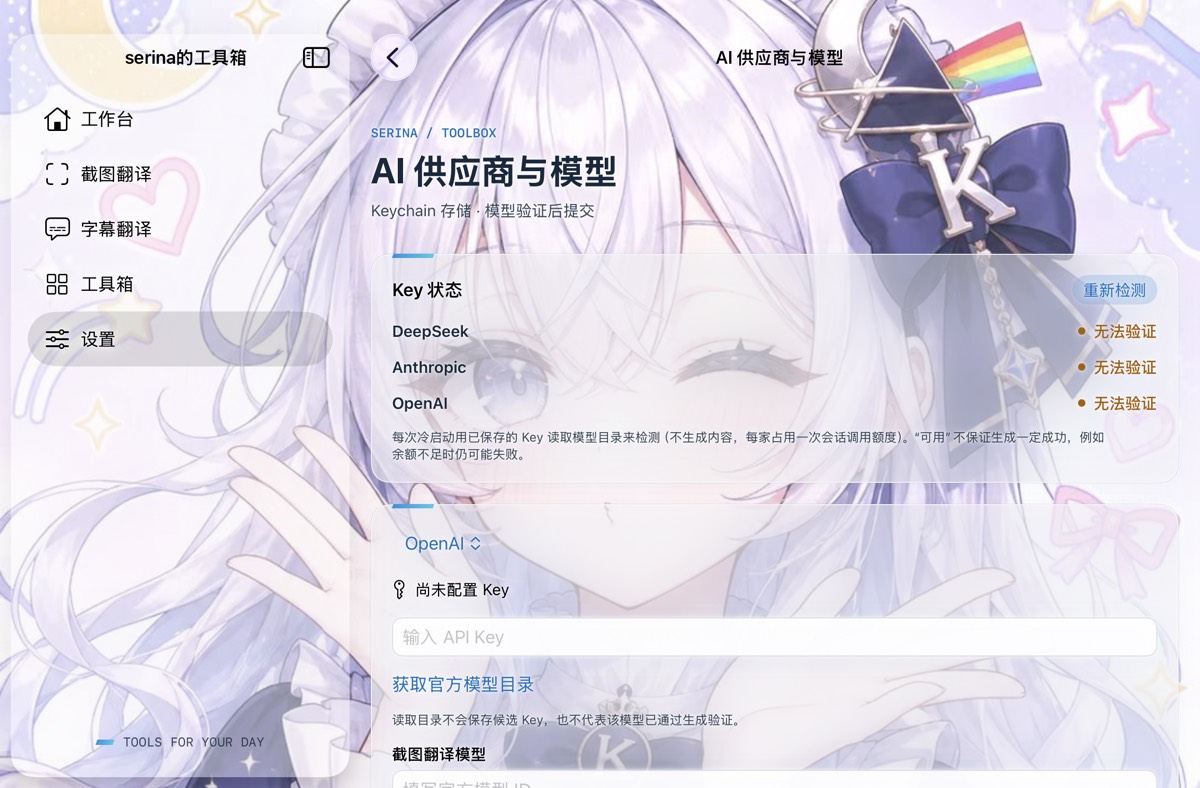 serina的工具箱
工作台
截图翻译
字幕翻译
工具箱
设置
TOOLS FOR YOUR DAY
AI 供应商与模型
SERINA / TOOLBOX
AI 供应商与模型
Keychain 存储 · 模型验证后提交
Key 状态
重新检测
DeepSeek
无法验证
Anthropic
无法验证
OpenAI
无法验证
每次冷启动用已保存的 Key 读取模型目录来检测（不生成内容，每家占用一次会话调用额度）。“可用” 不保证生成一定成功，例如
余额不足时仍可能失败。
OpenAI
尚未配置 Key
输入 API Key
获取官方模型目录
读取目录不会保存候选 Key，也不代表该模型已通过生成验证。
截图翻译模型
填写官方模型 ID
K
K